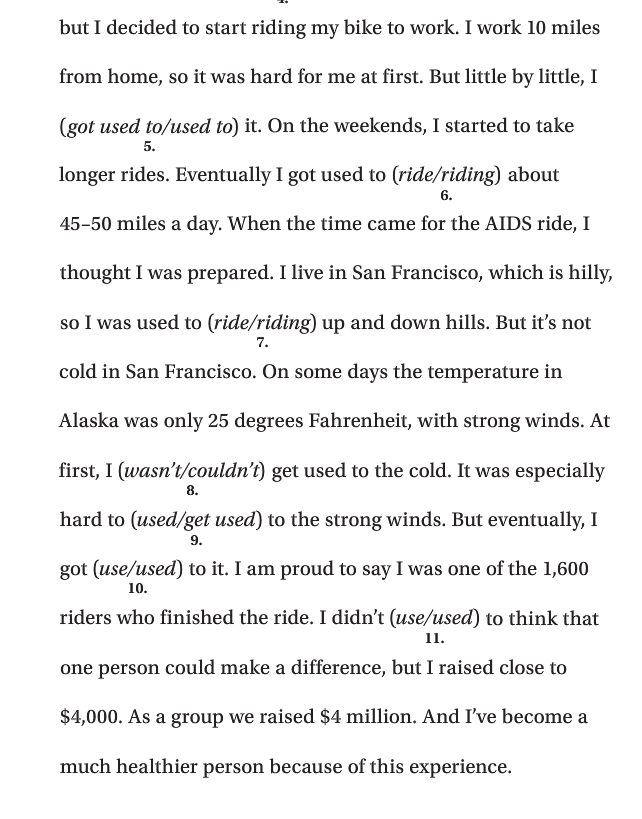 4.
but I decided to start riding my bike to work. I work 10 miles
from home, so it was hard for me at first. But little by little, I
(got used to/used to) it. On the weekends, I started to take
5.
longer rides. Eventually I got used to (ride/riding) about
6.
45–50 miles a day. When the time came for the AIDS ride, I
thought I was prepared. I live in San Francisco, which is hilly,
so I was used to (ride/riding) up and down hills. But it’s not
7.
cold in San Francisco. On some days the temperature in
Alaska was only 25 degrees Fahrenheit, with strong winds. At
first, I (wasn’t/couldn’t) get used to the cold. It was especially
8.
hard to (used/get used) to the strong winds. But eventually, I
9.
got (use/used) to it. I am proud to say I was one of the 1,600
10.
riders who finished the ride. I didn’t (use/used) to think that
11.
one person could make a difference, but I raised close to
$4,000. As a group we raised $4 million. And I’ve become a
much healthier person because of this experience.